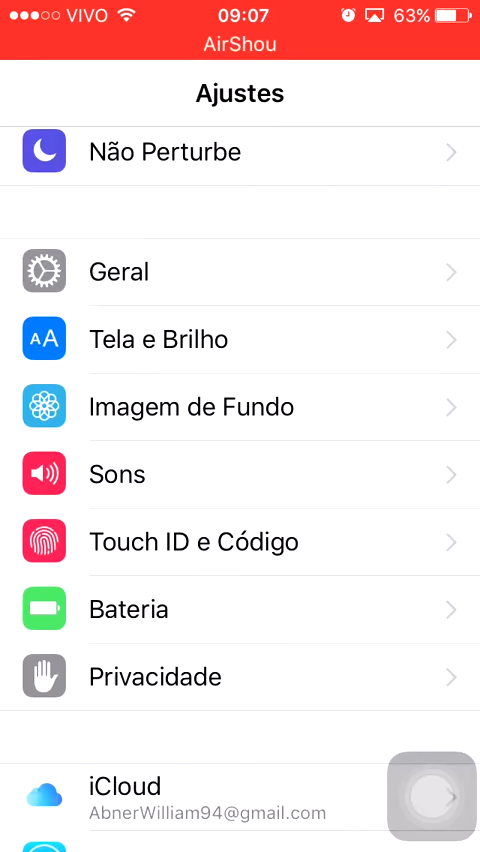 VIVO 09:07 63%
AirShou
Ajustes
Não Perturbe
Geral
AA Tela e Brilho
Imagem de Fundo
Sons
Touch ID e Código
Bateria
Privacidade
iCloud
AbnerWilliam94@gmail.com